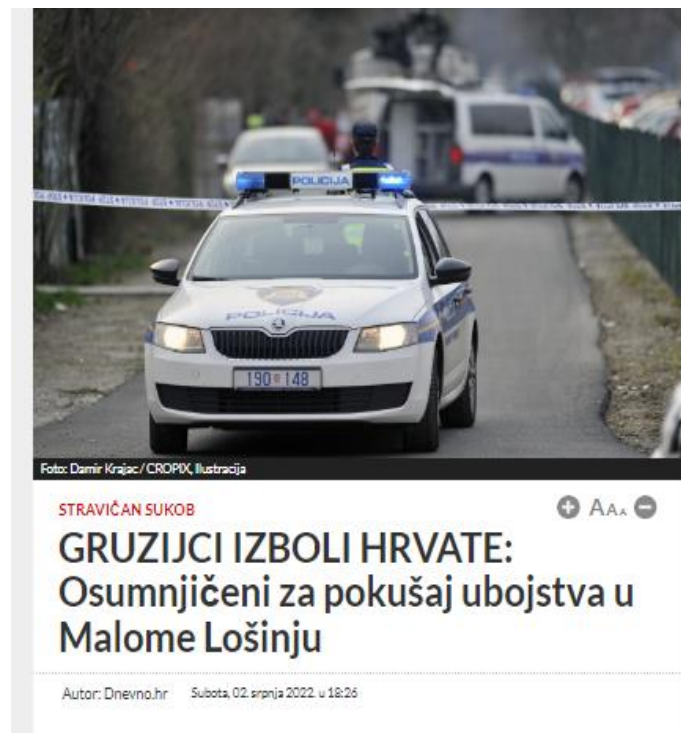 POLICIJA
POLICIJA
190 148
Foto: Damir Krajac / CROPIX, Ilustracija
STRAVIČAN SUKOB
AAA
GRUZIJCI IZBOLI HRVATE:
Osumnjičeni za pokušaj ubojstva u
Malome Lošinju
Autor: Dnevno.hr Subota, 02. srpnja 2022. u 18:26